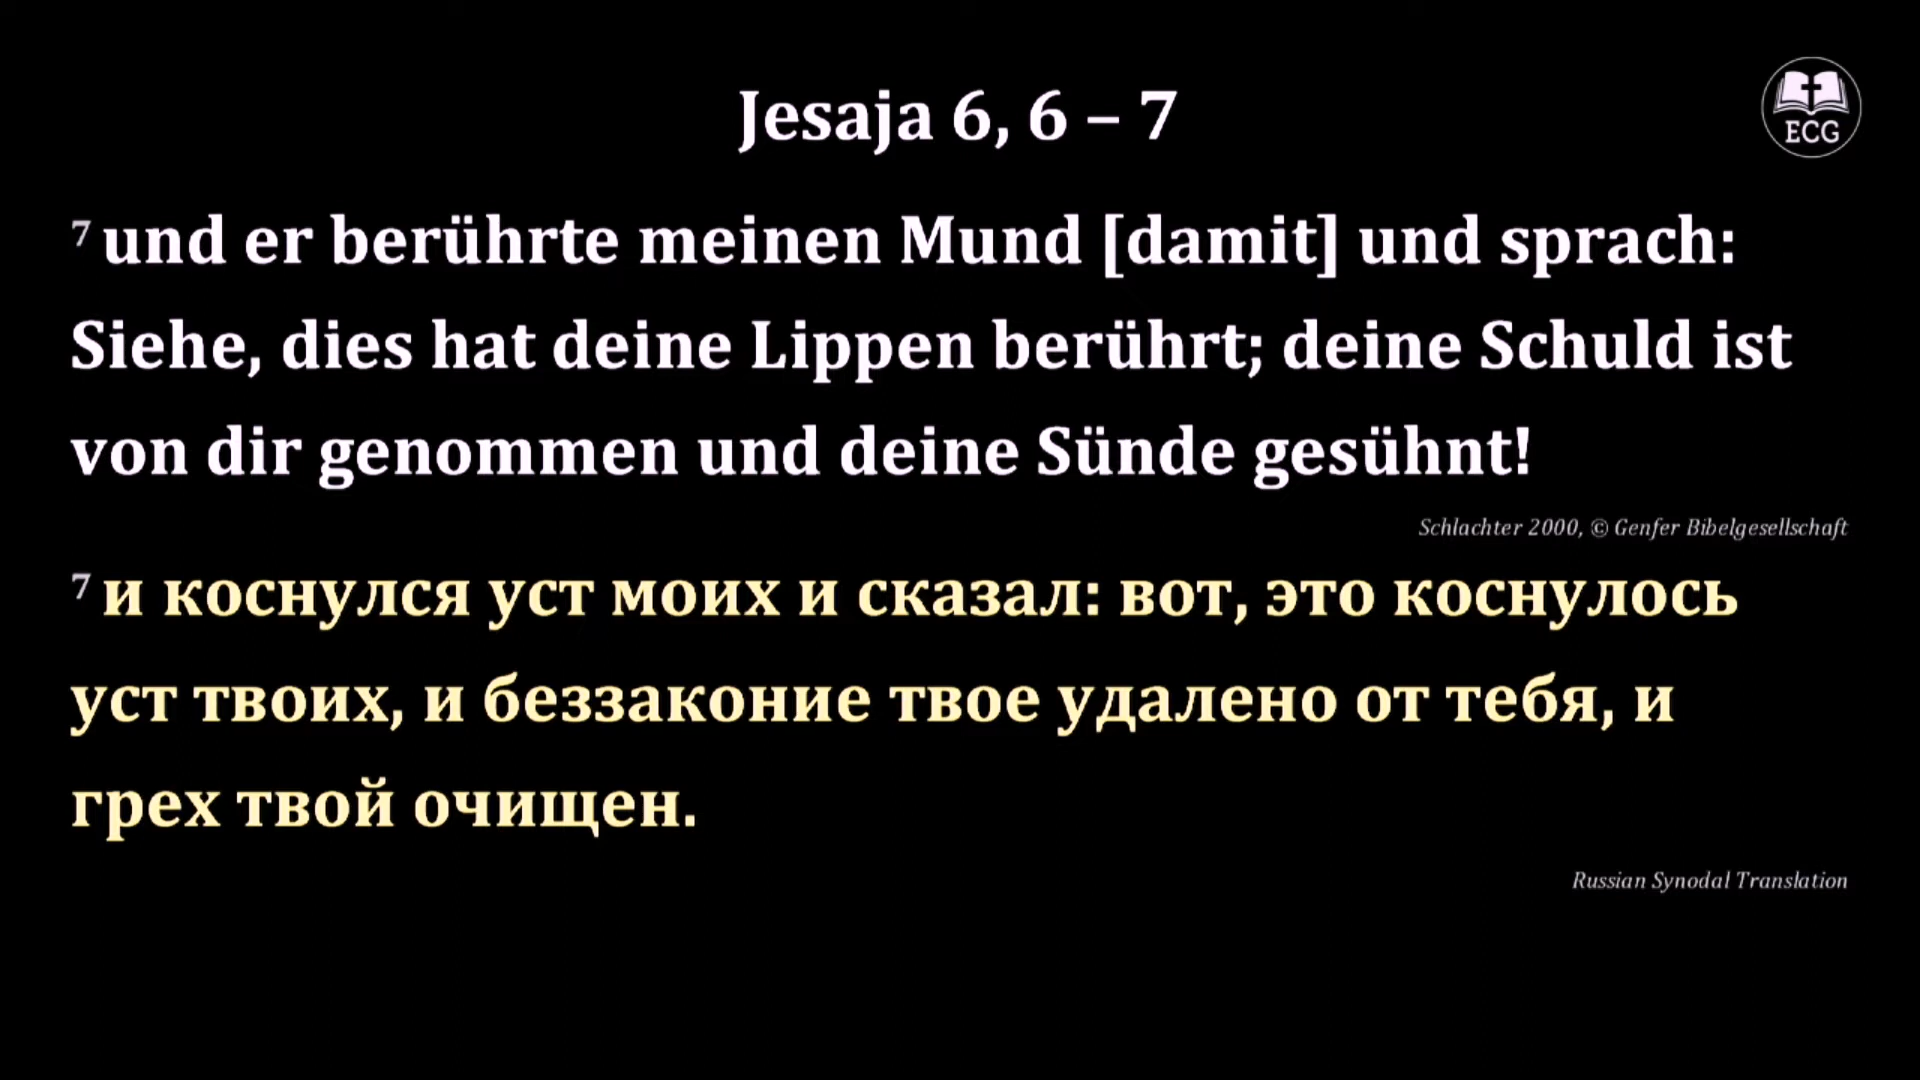 Jesaja 6, 6 – 7
ECG
7 und er berührte meinen Mund [damit] und sprach:
Siehe, dies hat deine Lippen berührt; deine Schuld ist
von dir genommen und deine Sünde gesühnt!
Schlachter 2000, © Genfer Bibelgesellschaft
7 и коснулся уст моих и сказал: вот, это коснулось
уст твоих, и беззаконие твое удалено от тебя, и
грех твой очищен.
Russian Synodal Translation